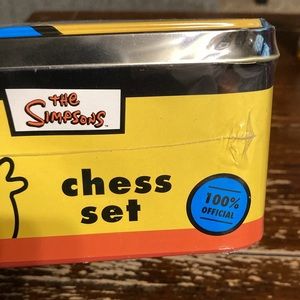 the
SIMPSONS
chess
set
100%
OFFICIAL